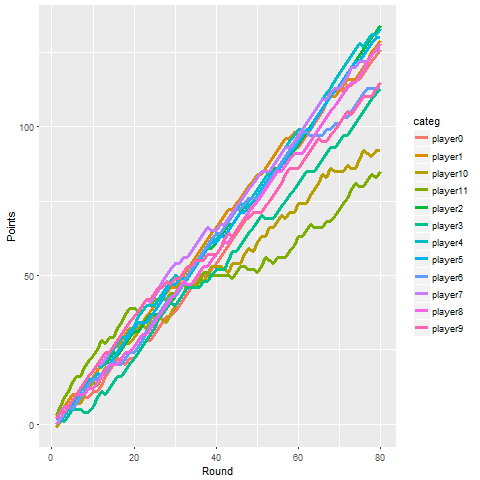 Points
100
50
0
0
20
40
60
80
Round
categ
player0
player1
player10
player11
player2
player3
player4
player5
player6
player7
player8
player9